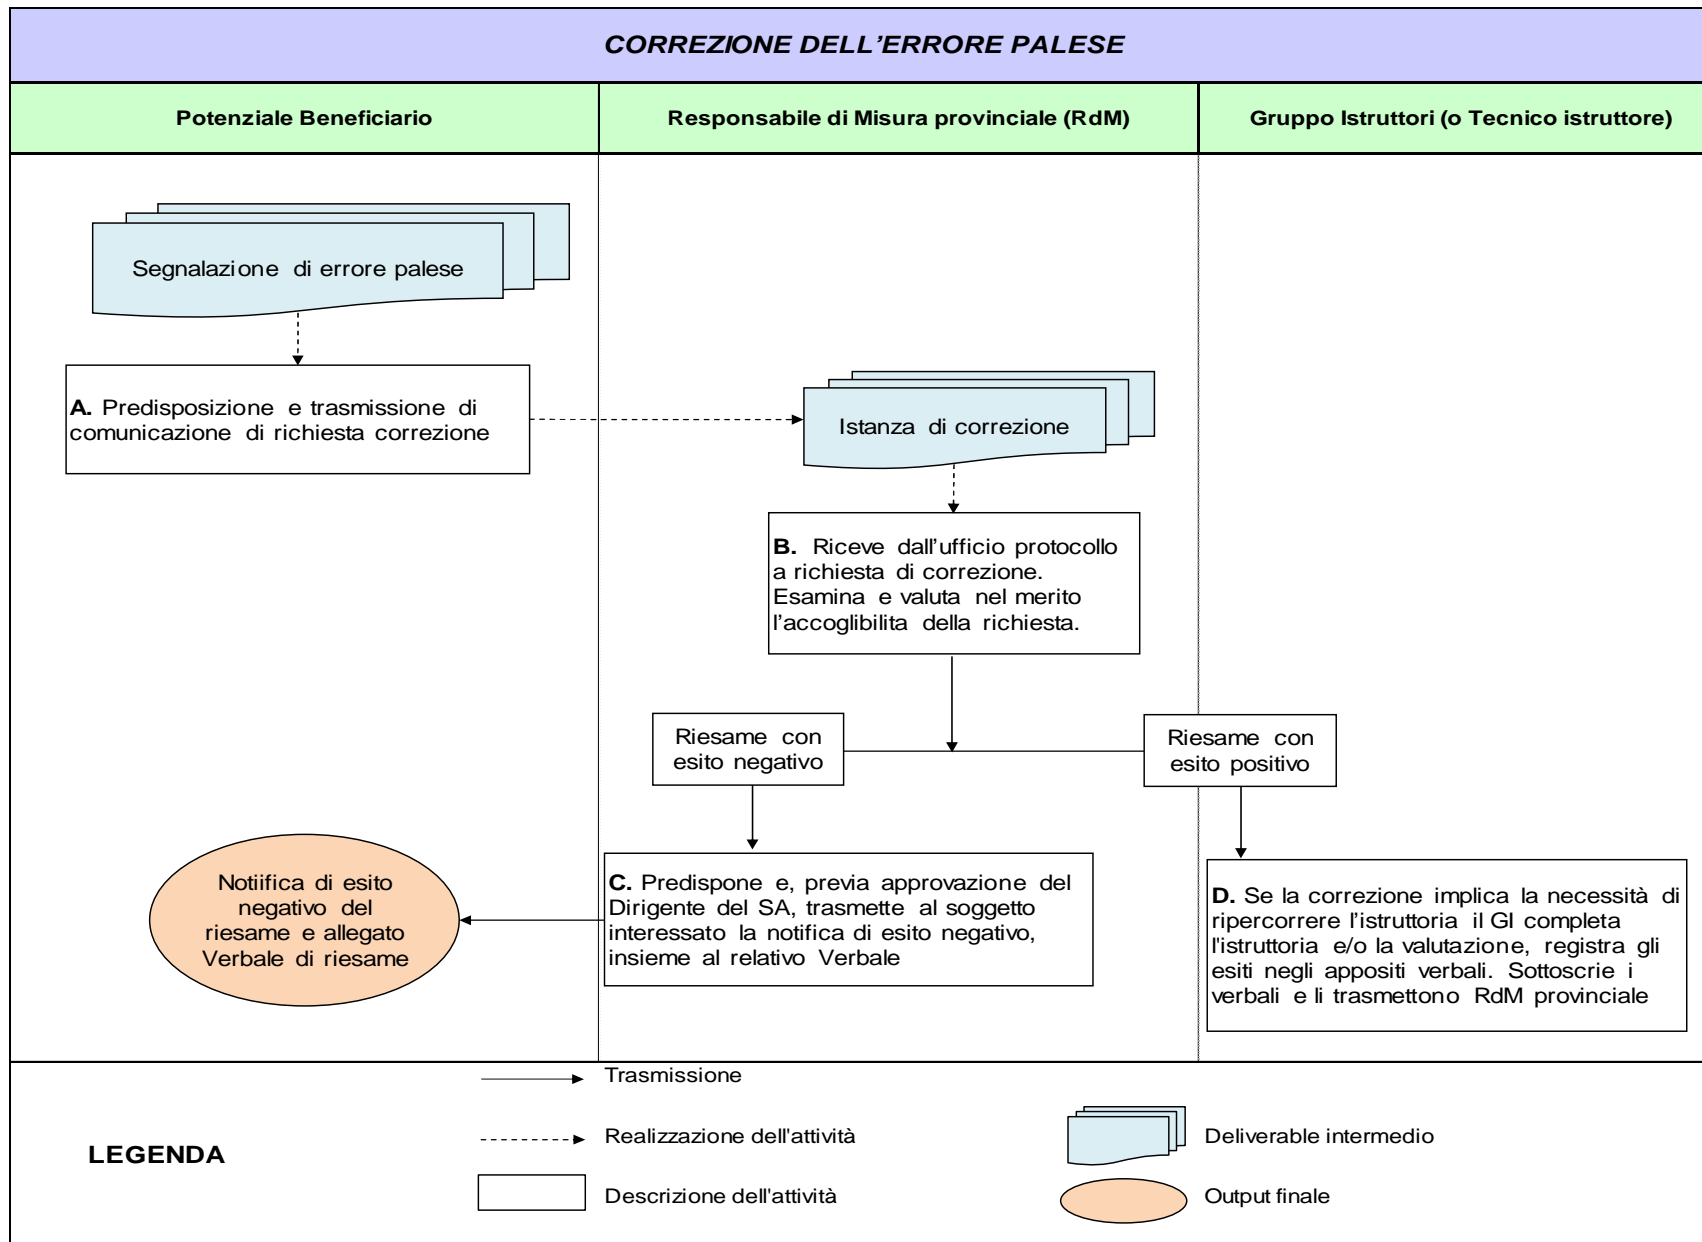 CORREZIONE DELL'ERRORE PALESE
Potenziale Beneficiario
Responsabile di Misura provinciale (RdM)
Gruppo Istruttori (o Tecnico istruttore)
Segnalazione di errore palese
A. Predisposizione e trasmissione di
comunicazione di richiesta correzione
Istanza di correzione
B. Riceve dall'ufficio protocollo
a richiesta di correzione.
Esamina e valuta nel merito
l'accoglibilita della richiesta.
Riesame con
esito negativo
Riesame con
esito positivo
Notiifica di esito
negativo del
riesame e allegato
Verbale di riesame
C. Predispone e, previa approvazione del
Dirigente del SA, trasmette al soggetto
interessato la notifica di esito negativo,
insieme al relativo Verbale
D. Se la correzione implica la necessità di
ripercorrere l'istruttoria il GI completa
l'istruttoria e/o la valutazione, registra gli
esiti negli appositi verbali. Sottoscrie i
verbali e li trasmettono RdM provinciale
LEGENDA
Trasmissione
Realizzazione dell'attività
Descrizione dell'attività
Deliverable intermedio
Output finale